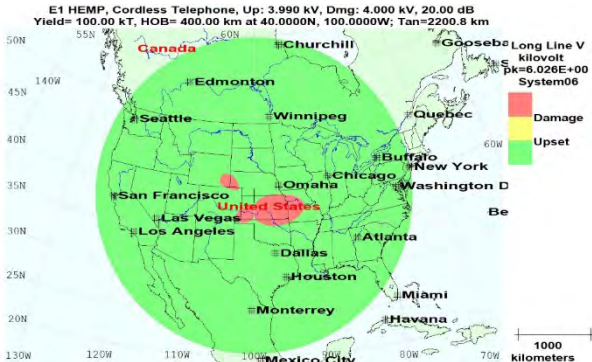 E1 HEMP, Cordless Telephone, Up: 3.990 kV, Dmg: 4.000 kV, 20.00 dB
Yield= 100.00 kT, HOB= 400.00 km at 40.0000N, 100.0000W; Tan=2200.8 km
50N
55N
60N
Canada
Churchill
Gooseba
Long Line V
kilovolt
pk=6.026E+00
System06
140W
Edmonton
45N
Seattle
Winnipeg
Quebec
Damage
Upset
40N
60W
Buffalo
New York
Chicago
35N
San Francisco
Omaha
Washington D
United States
Las Vegas
Be
30N
Los Angeles
Atlanta
Dallas
25N
Houston
Miami
20N
Monterrey
Havana
1000
kilometers
130W
120W
110W
100W
90W
80W
70W
Mexico City